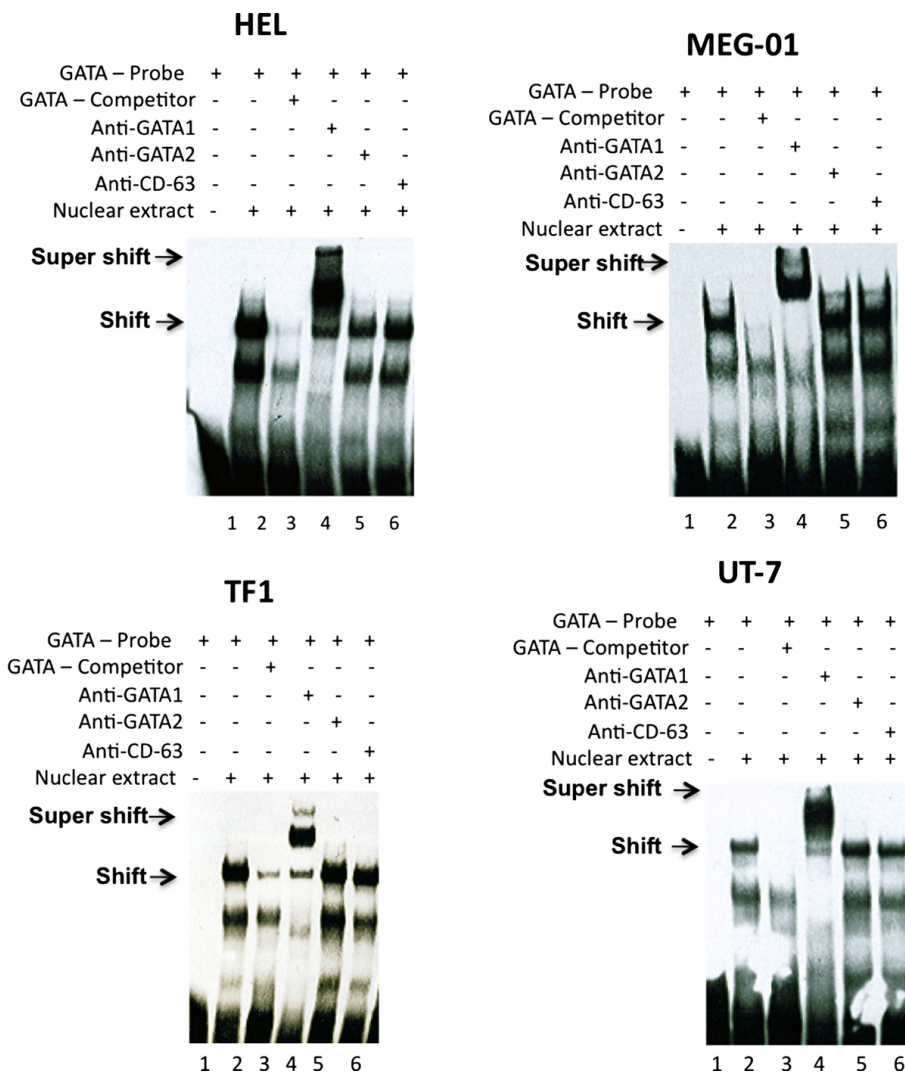 HEL
GATA – Probe + + + + + +
GATA – Competitor - - + - - -
Anti-GATA1 - - - + - -
Anti-GATA2 - - - - + -
Anti-CD-63 - - - - - +
Nuclear extract - + + + + +
Super shift
Shift
1 2 3 4 5 6
MEG-01
GATA – Probe + + + + + +
GATA – Competitor - - + - - -
Anti-GATA1 - - - + - -
Anti-GATA2 - - - - + -
Anti-CD-63 - - - - - +
Nuclear extract - + + + + +
Super shift
Shift
1 2 3 4 5 6
TF1
GATA – Probe + + + + + +
GATA – Competitor - - + - - -
Anti-GATA1 - - - + - -
Anti-GATA2 - - - - + -
Anti-CD-63 - - - - - +
Nuclear extract - + + + + +
Super shift
Shift
1 2 3 4 5 6
UT-7
GATA – Probe + + + + + +
GATA – Competitor - - + - - -
Anti-GATA1 - - - + - -
Anti-GATA2 - - - - + -
Anti-CD-63 - - - - - +
Nuclear extract - + + + + +
Super shift
Shift
1 2 3 4 5 6